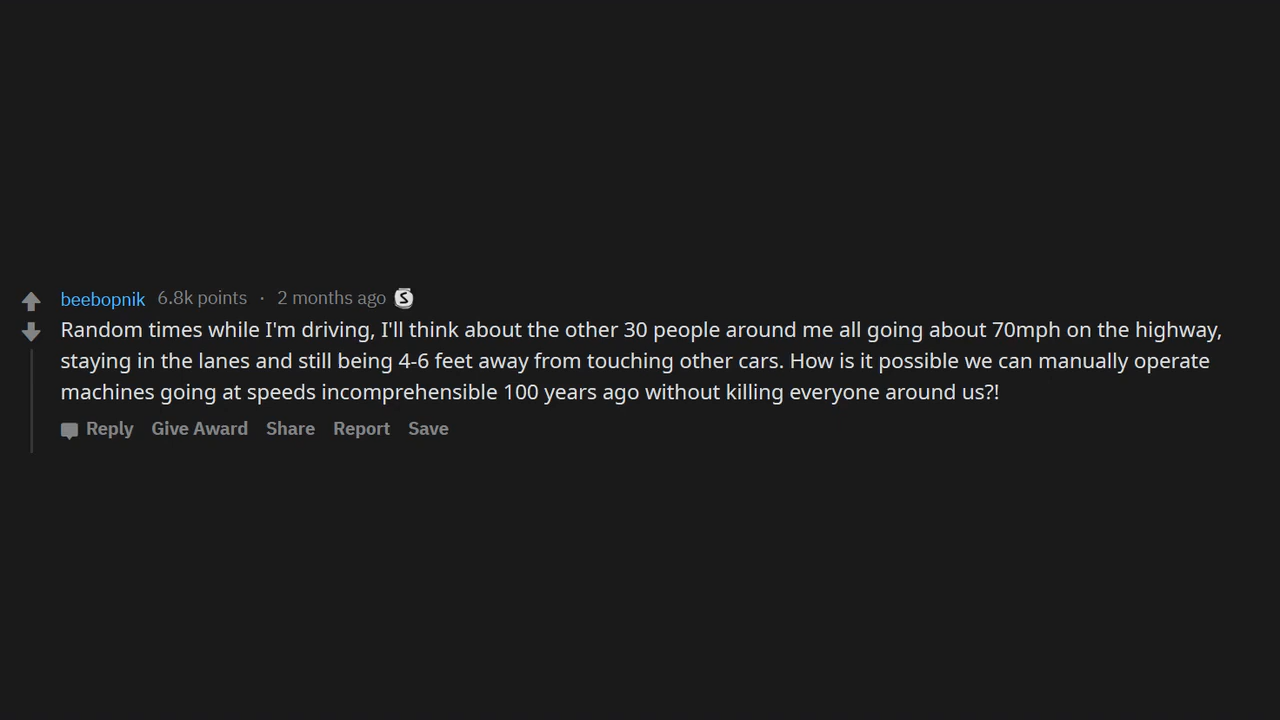 beebopnik 6.8k points · 2 months ago S
Random times while I'm driving, I'll think about the other 30 people around me all going about 70mph on the highway,
staying in the lanes and still being 4-6 feet away from touching other cars. How is it possible we can manually operate
machines going at speeds incomprehensible 100 years ago without killing everyone around us?!
Reply Give Award Share Report Save